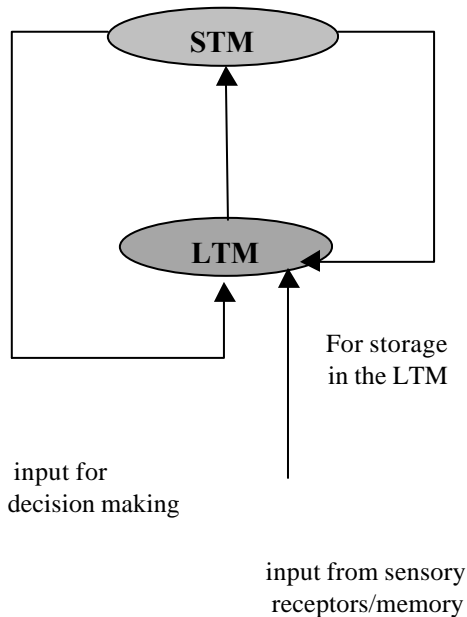 STM
LTM
For storage
in the LTM
input for
decision making
input from sensory
receptors/memory